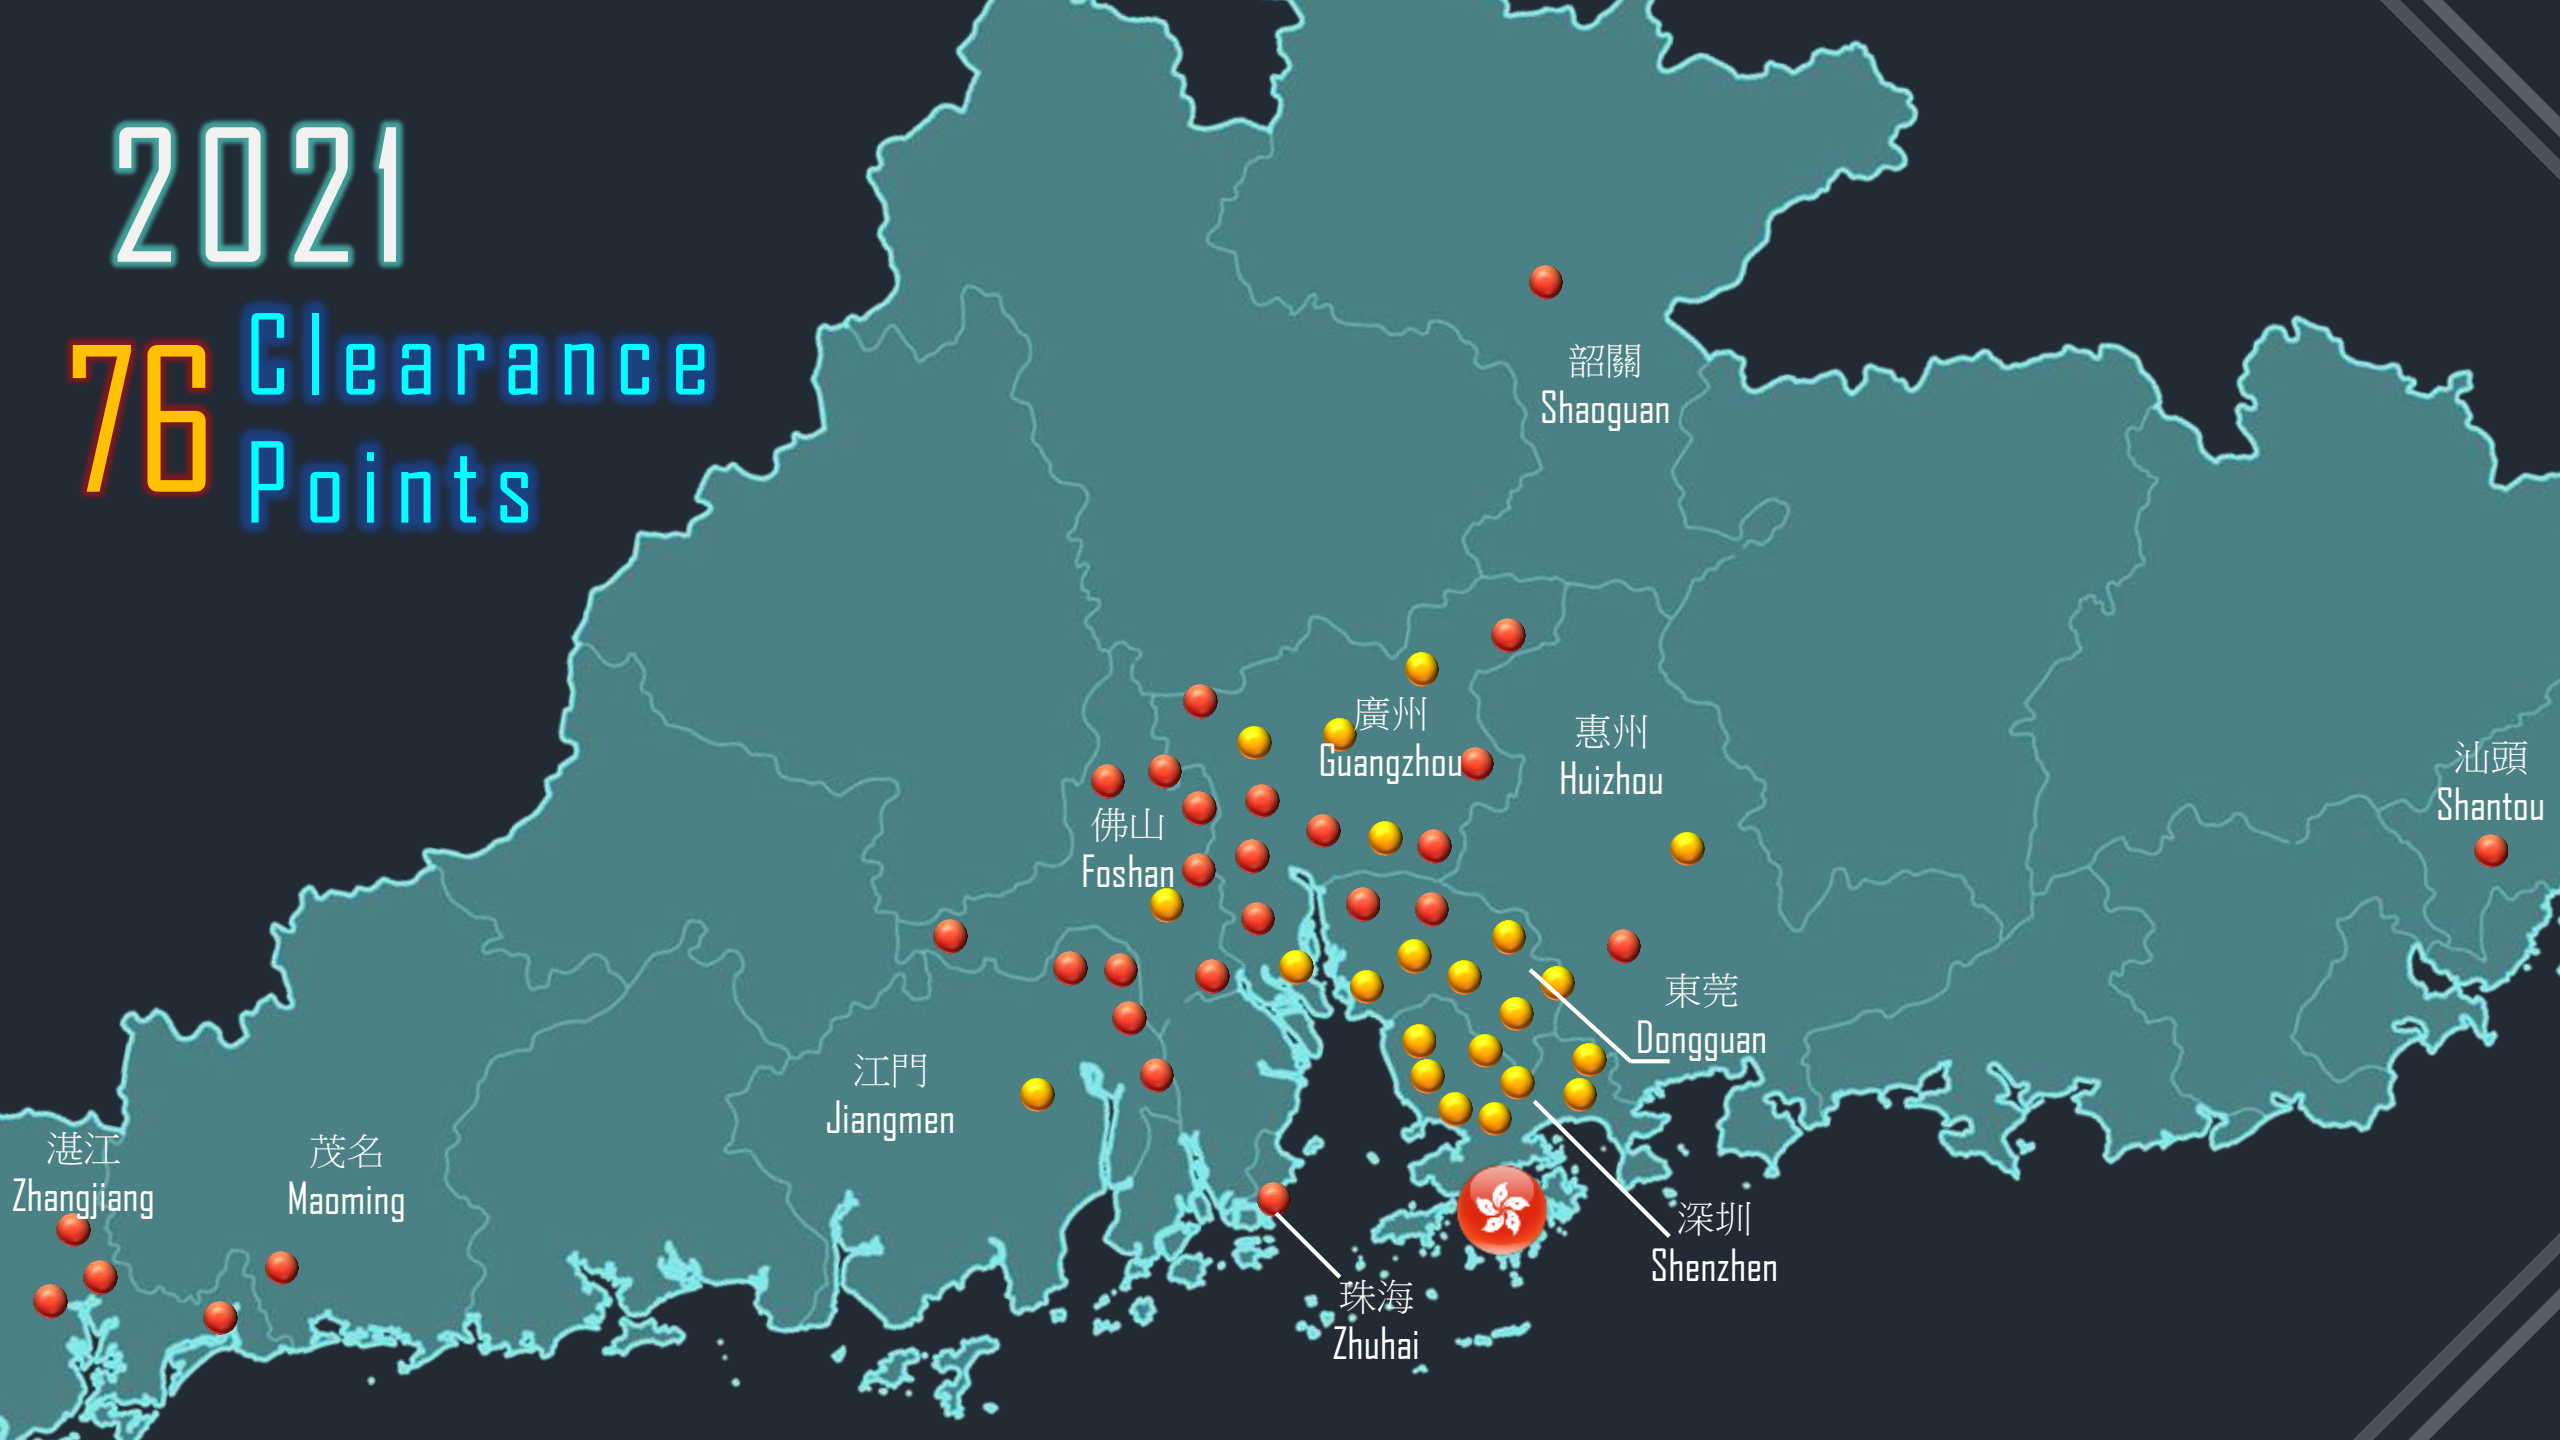 2021
76 Clearance
Points
韶關
Shaoguan
廣州
Guangzhou
惠州
Huizhou
汕頭
Shantou
佛山
Foshan
東莞
Dongguan
江門
Jiangmen
湛江
Zhangjiang
茂名
Maoming
深圳
Shenzhen
珠海
Zhuhai